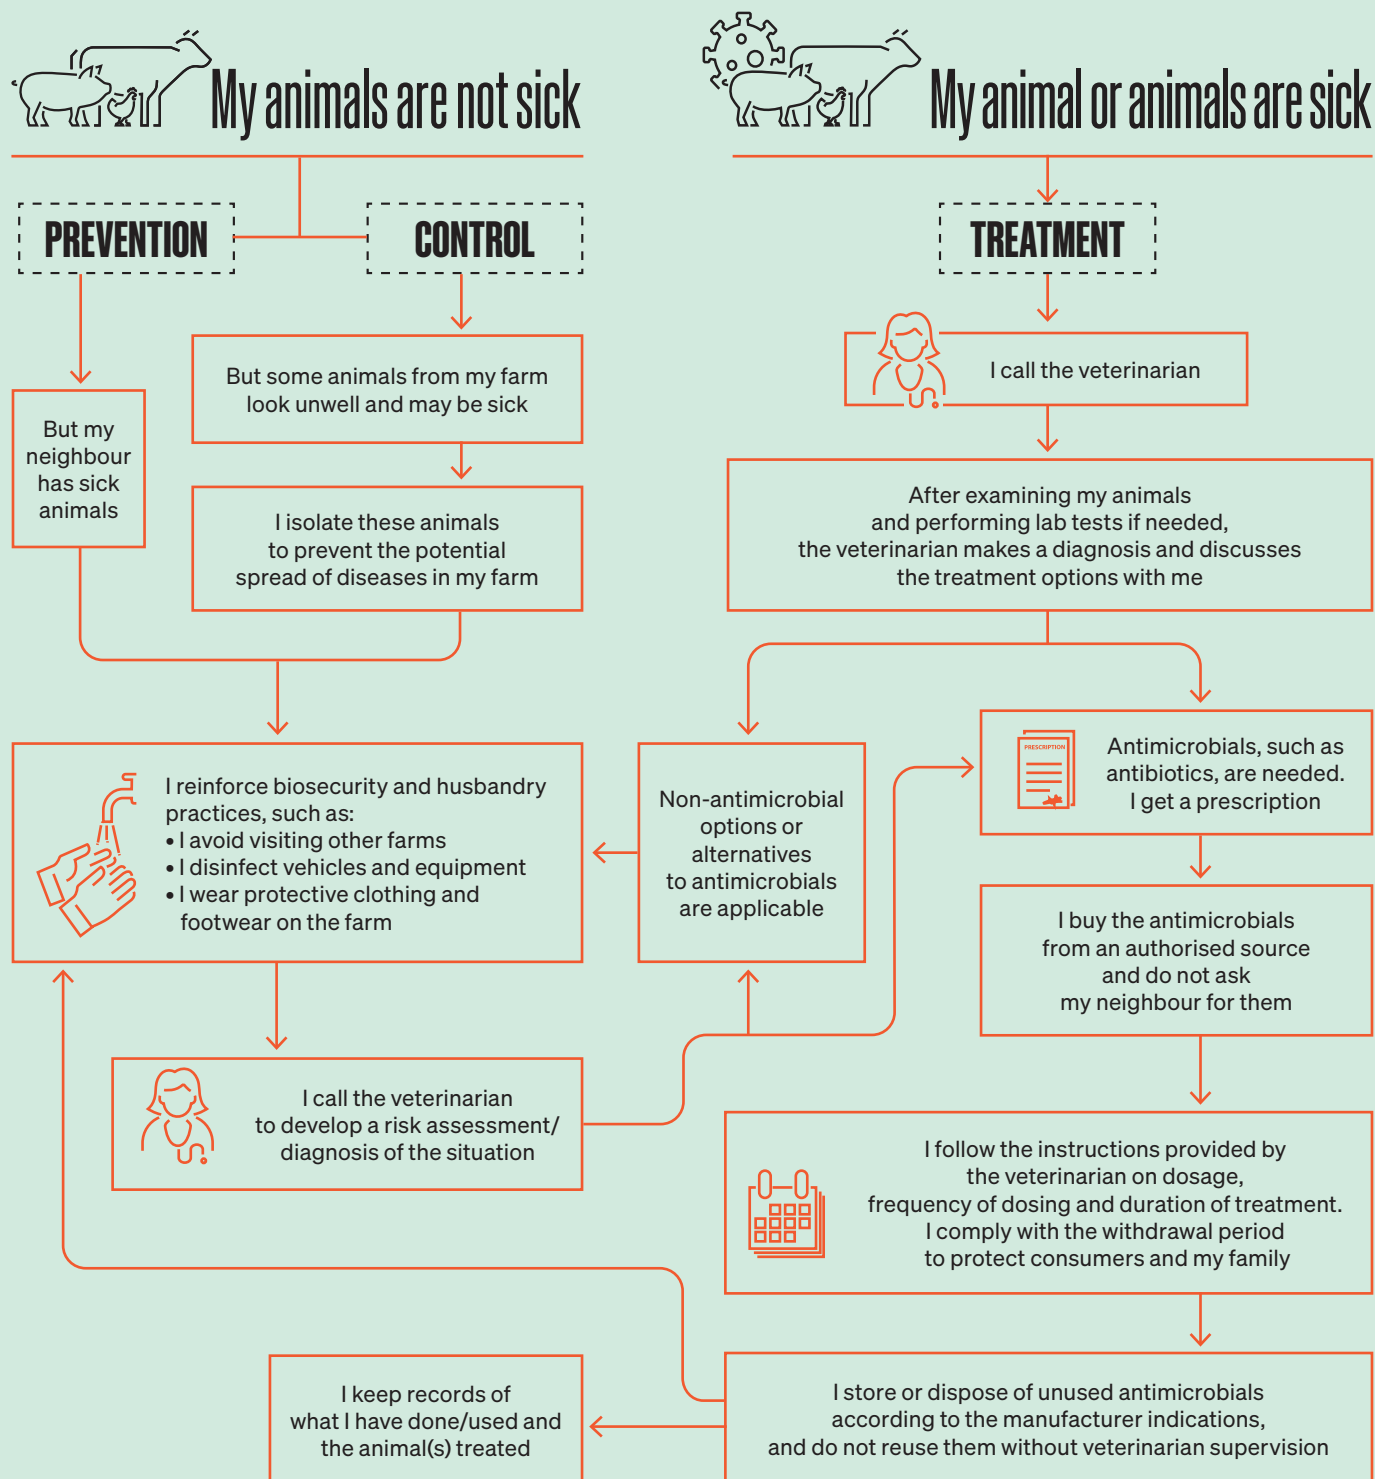 My animals are not sick
My animal or animals are sick
PREVENTION
CONTROL
TREATMENT
But my
neighbour
has sick
animals
But some animals from my farm
look unwell and may be sick
I isolate these animals
to prevent the potential
spread of diseases in my farm
I call the veterinarian
After examining my animals
and performing lab tests if needed,
the veterinarian makes a diagnosis and discusses
the treatment options with me
I reinforce biosecurity and husbandry
practices, such as:
• I avoid visiting other farms
• I disinfect vehicles and equipment
• I wear protective clothing and
footwear on the farm
Non-antimicrobial
options or
alternatives
to antimicrobials
are applicable
PRESCRIPTION
Antimicrobials, such as
antibiotics, are needed.
I get a prescription
I buy the antimicrobials
from an authorised source
and do not ask
my neighbour for them
I call the veterinarian
to develop a risk assessment/
diagnosis of the situation
I follow the instructions provided by
the veterinarian on dosage,
frequency of dosing and duration of treatment.
I comply with the withdrawal period
to protect consumers and my family
I keep records of
what I have done/used and
the animal(s) treated
I store or dispose of unused antimicrobials
according to the manufacturer indications,
and do not reuse them without veterinarian supervision